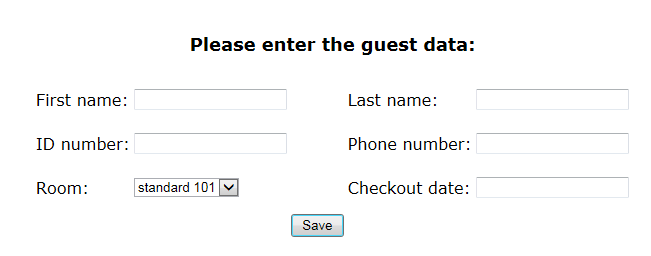 Please enter the guest data:
First name: Last name:
ID number: Phone number:
Room: standard 101 Checkout date:
Save